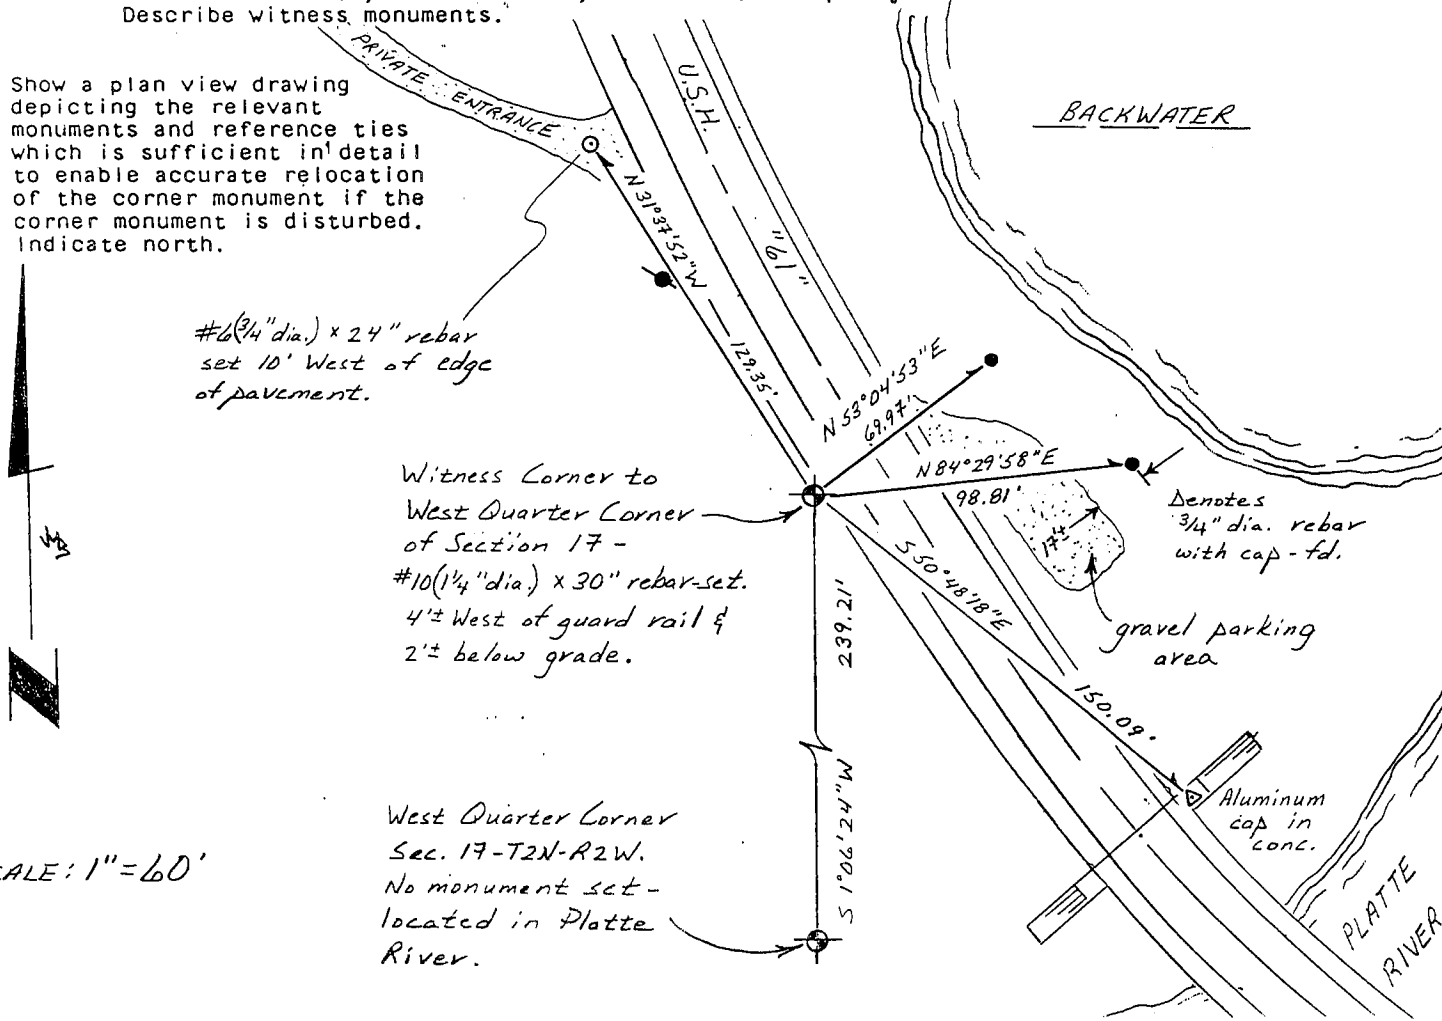 Describe witness monuments.
Show a plan view drawing
depicting the relevant
monuments and reference ties
which is sufficient in detail
to enable accurate relocation
of the corner monument if the
corner monument is disturbed.
Indicate north.
PRIVATE ENTRANCE
U.S.H.
"61"
BACKWATER
N 31°37'52"W
129.35'
#6(3/4"dia.) x 24" rebar
set 10' West of edge
of pavement.
N 53°04'53"E
69.97'
N 84°29'58"E
98.81'
Witness Corner to
West Quarter Corner
of Section 17 -
#10(1 1/4"dia.) x 30" rebar-set.
4'± West of guard rail &
2'± below grade.
Denotes
3/4" dia. rebar
with cap - fd.
17'±
gravel parking
area
S 50°48'18"E
150.09'
239.21'
S 1°06'24"W
Aluminum
cap in
conc.
West Quarter Corner
Sec. 17-T2N-R2W.
No monument set -
located in Platte
River.
ALE: 1"=60'
PLATTE
RIVER
N